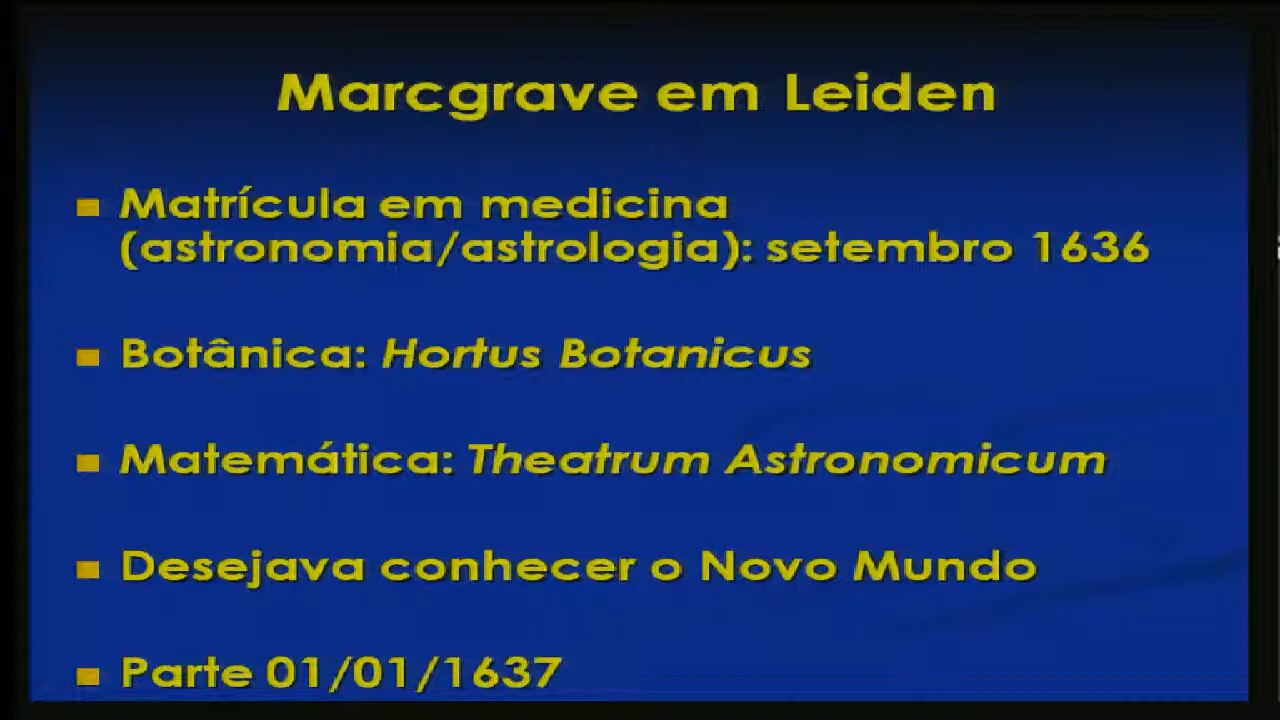 Marcgrave em Leiden
Matrícula em medicina
(astronomia/astrologia): setembro 1636
Botânica: Hortus Botanicus
Matemática: Theatrum Astronomicum
Desejava conhecer o Novo Mundo
Parte 01/01/1637